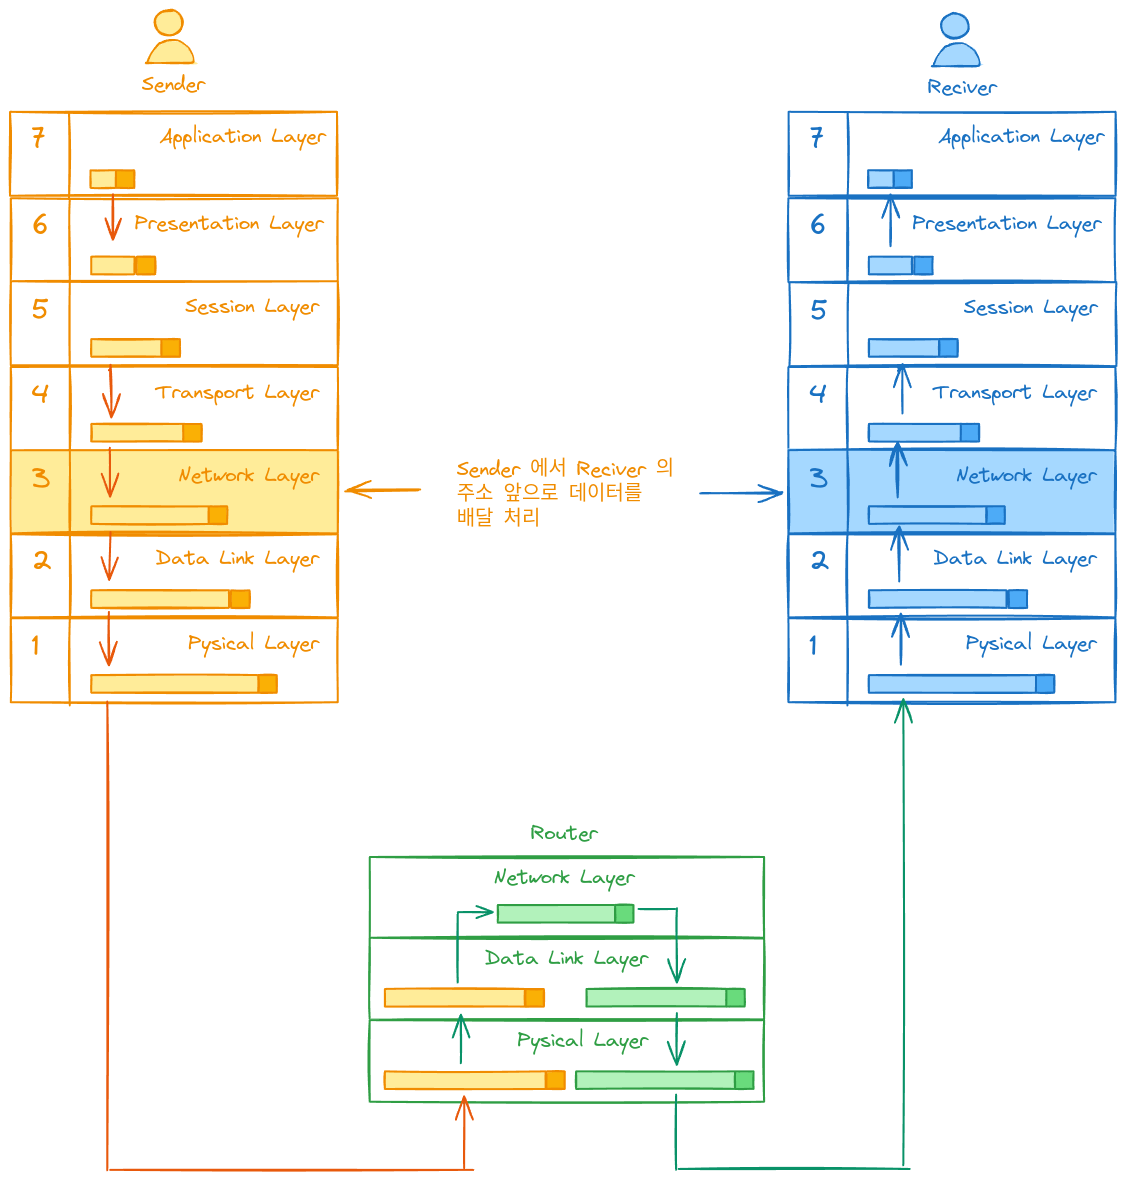 Sender
Reciver
7
Application Layer
6
Presentation Layer
5
Session Layer
4
Transport Layer
3
Network Layer
2
Data Link Layer
1
Pysical Layer
Sender 에서 Reciver 의
주소 앞으로 데이터를
배달 처리
7
Application Layer
6
Presentation Layer
5
Session Layer
4
Transport Layer
3
Network Layer
2
Data Link Layer
1
Pysical Layer
Router
Network Layer
Data Link Layer
Pysical Layer